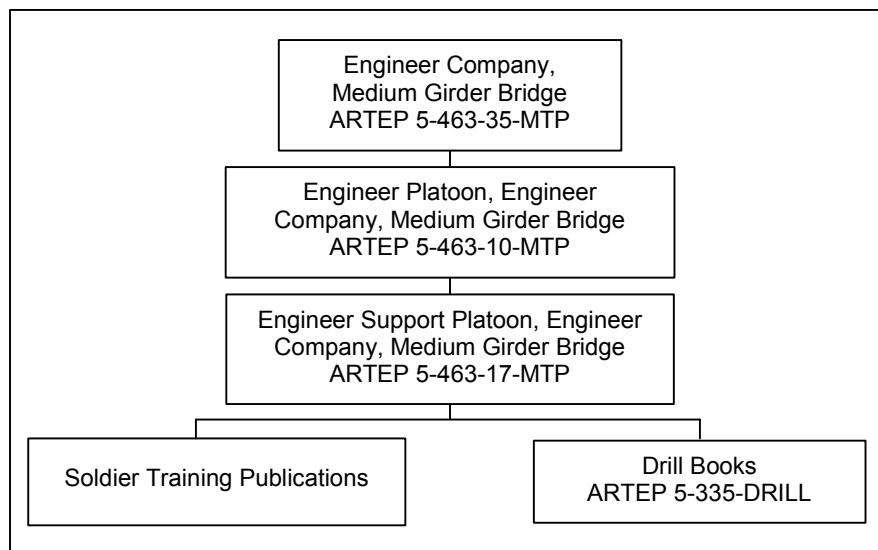 Engineer Company,
Medium Girder Bridge
ARTEP 5-463-35-MTP
Engineer Platoon, Engineer
Company, Medium Girder Bridge
ARTEP 5-463-10-MTP
Engineer Support Platoon, Engineer
Company, Medium Girder Bridge
ARTEP 5-463-17-MTP
Soldier Training Publications
Drill Books
ARTEP 5-335-DRILL